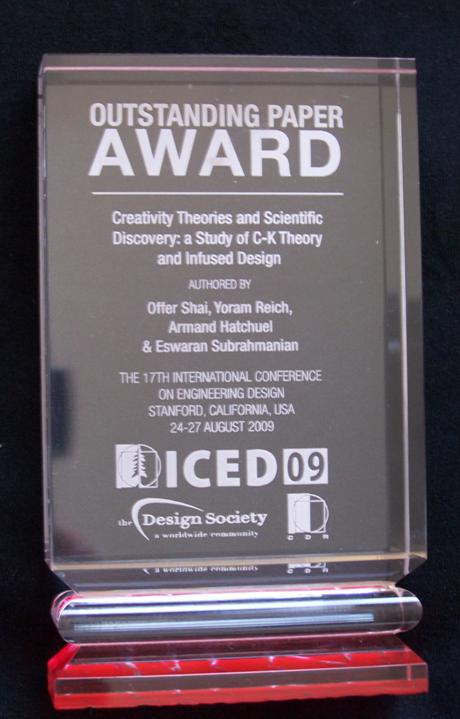 OUTSTANDING PAPER
AWARD
Creativity Theories and Scientific
Discovery: a Study of C-K Theory
and Infused Design
AUTHORED BY
Offer Shai, Yoram Reich,
Armand Hatchuel
& Eswaran Subrahmanian
THE 17TH INTERNATIONAL CONFERENCE
ON ENGINEERING DESIGN
STANFORD, CALIFORNIA, USA
24-27 AUGUST 2009
ICED 09
the Design Society
a worldwide community
CDR